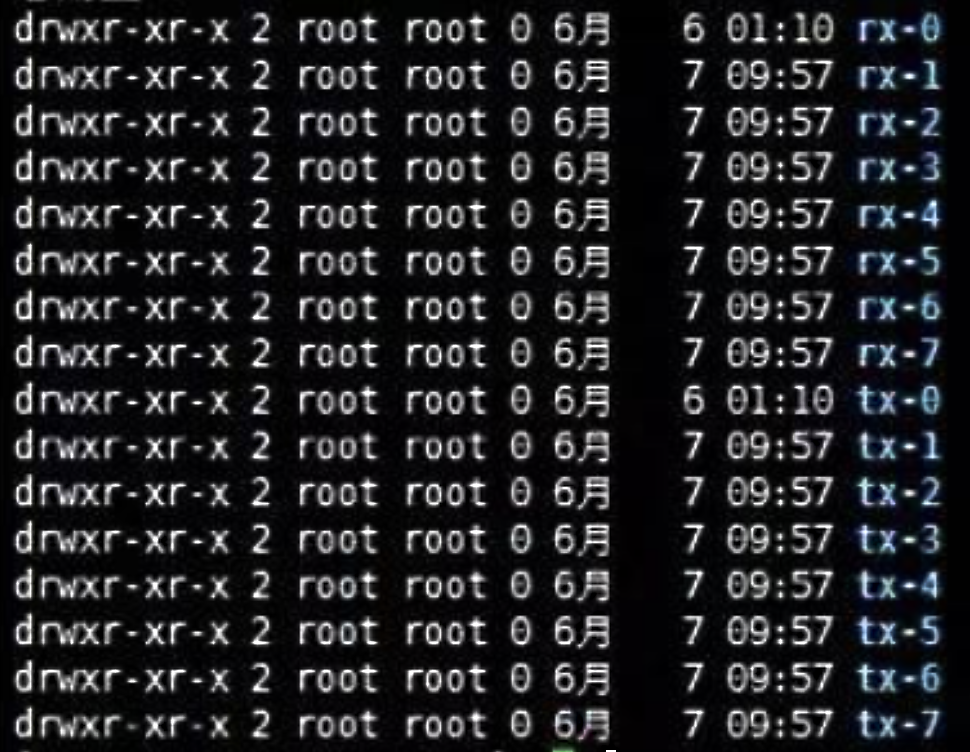 drwxr-xr-x 2 root root 0 6月 6 01:10 rx-0
drwxr-xr-x 2 root root 0 6月 7 09:57 rx-1
drwxr-xr-x 2 root root 0 6月 7 09:57 rx-2
drwxr-xr-x 2 root root 0 6月 7 09:57 rx-3
drwxr-xr-x 2 root root 0 6月 7 09:57 rx-4
drwxr-xr-x 2 root root 0 6月 7 09:57 rx-5
drwxr-xr-x 2 root root 0 6月 7 09:57 rx-6
drwxr-xr-x 2 root root 0 6月 7 09:57 rx-7
drwxr-xr-x 2 root root 0 6月 6 01:10 tx-0
drwxr-xr-x 2 root root 0 6月 7 09:57 tx-1
drwxr-xr-x 2 root root 0 6月 7 09:57 tx-2
drwxr-xr-x 2 root root 0 6月 7 09:57 tx-3
drwxr-xr-x 2 root root 0 6月 7 09:57 tx-4
drwxr-xr-x 2 root root 0 6月 7 09:57 tx-5
drwxr-xr-x 2 root root 0 6月 7 09:57 tx-6
drwxr-xr-x 2 root root 0 6月 7 09:57 tx-7